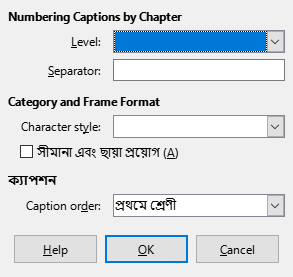 Numbering Captions by Chapter
Level:
Separator:
Category and Frame Format
Character style:
সীমানা এবং ছায়া প্রয়োগ (A)
ক্যাপশন
Caption order: প্রথমে শ্রেণী
Help OK Cancel